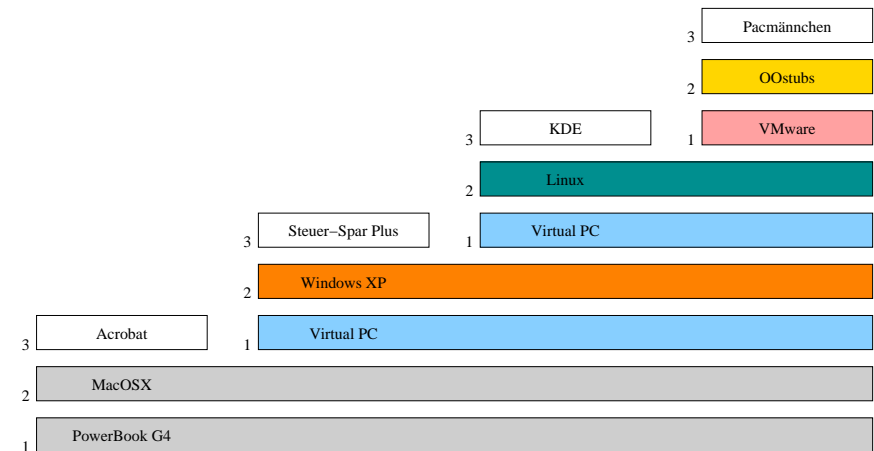 3 Pacmännchen
2 OOstubs
3 KDE 1 VMware
2 Linux
3 Steuer−Spar Plus 1 Virtual PC
2 Windows XP
3 Acrobat 1 Virtual PC
2 MacOSX
1 PowerBook G4